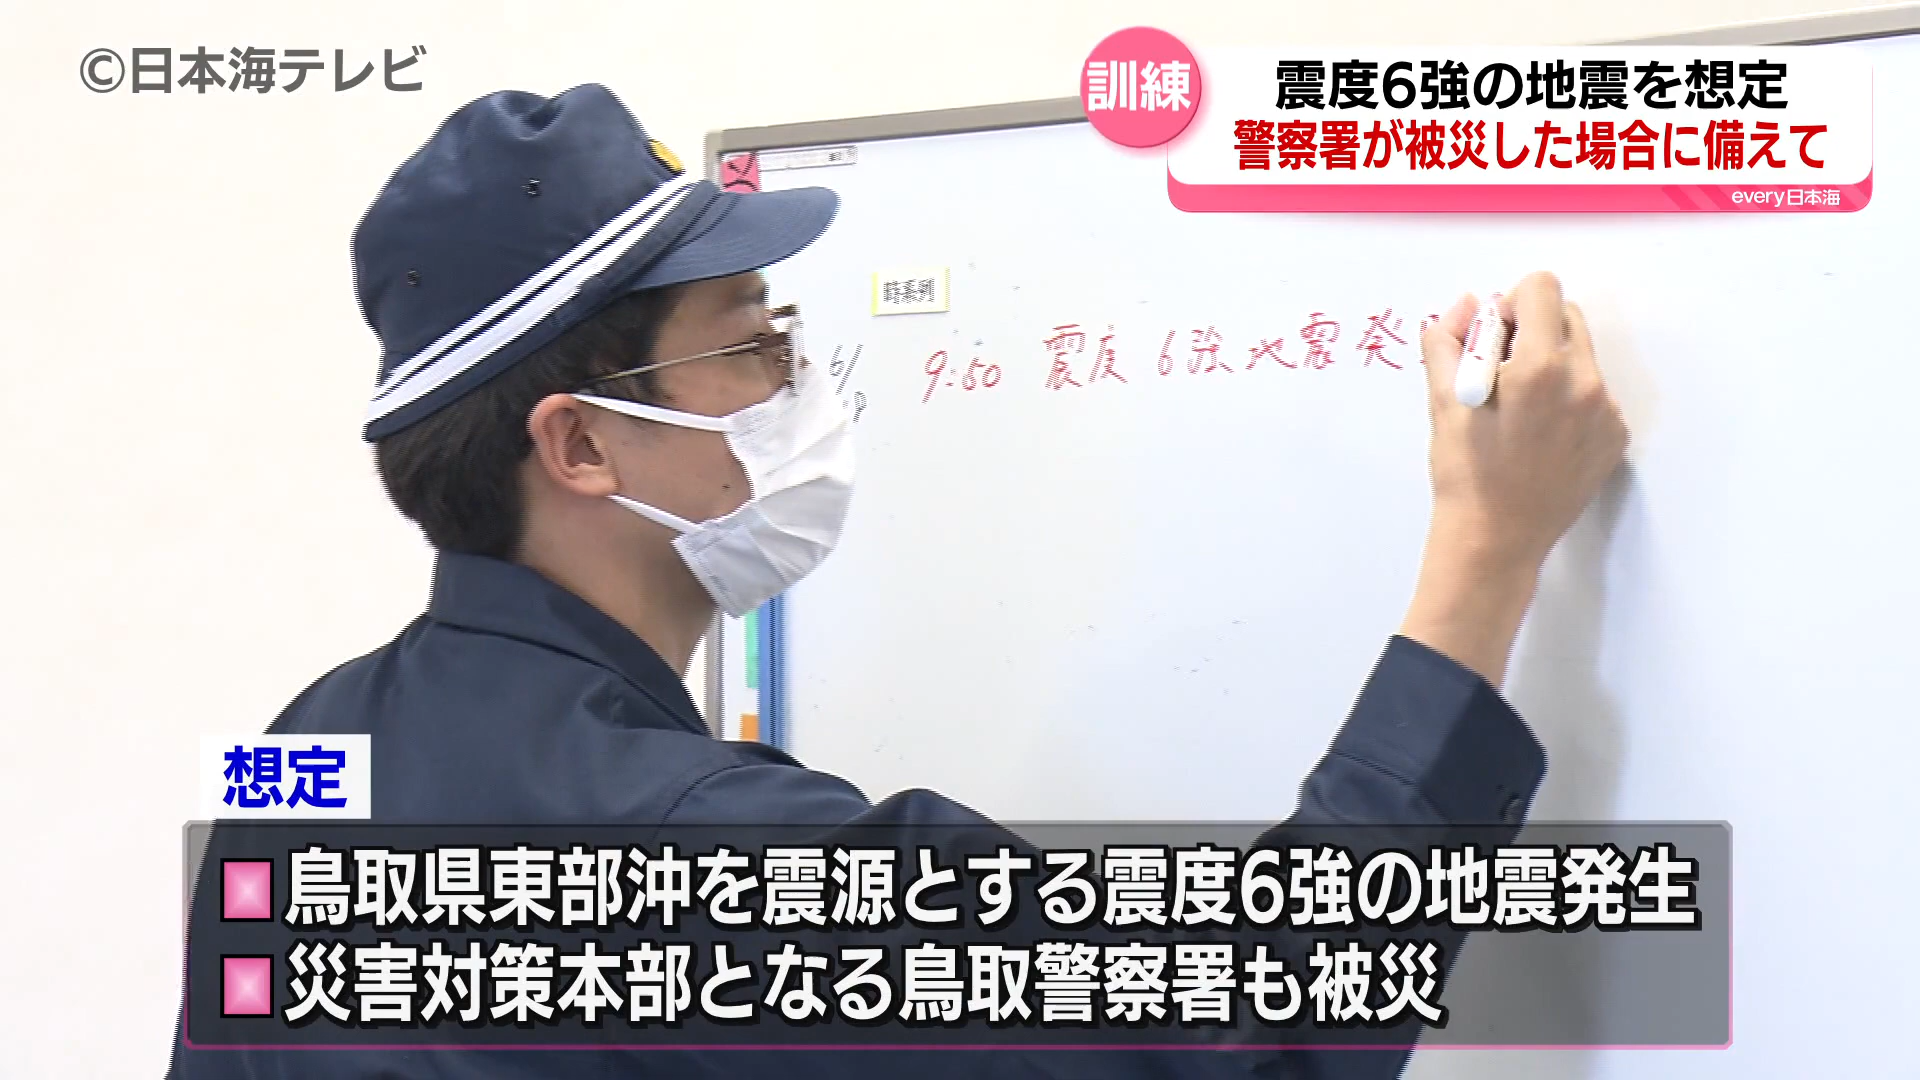 ©日本海テレビ
訓練
震度6強の地震を想定
警察署が被災した場合に備えて
every日本海
時系列
6/
9:50 震度6強地震発
想定
鳥取県東部沖を震源とする震度6強の地震発生
災害対策本部となる鳥取警察署も被災